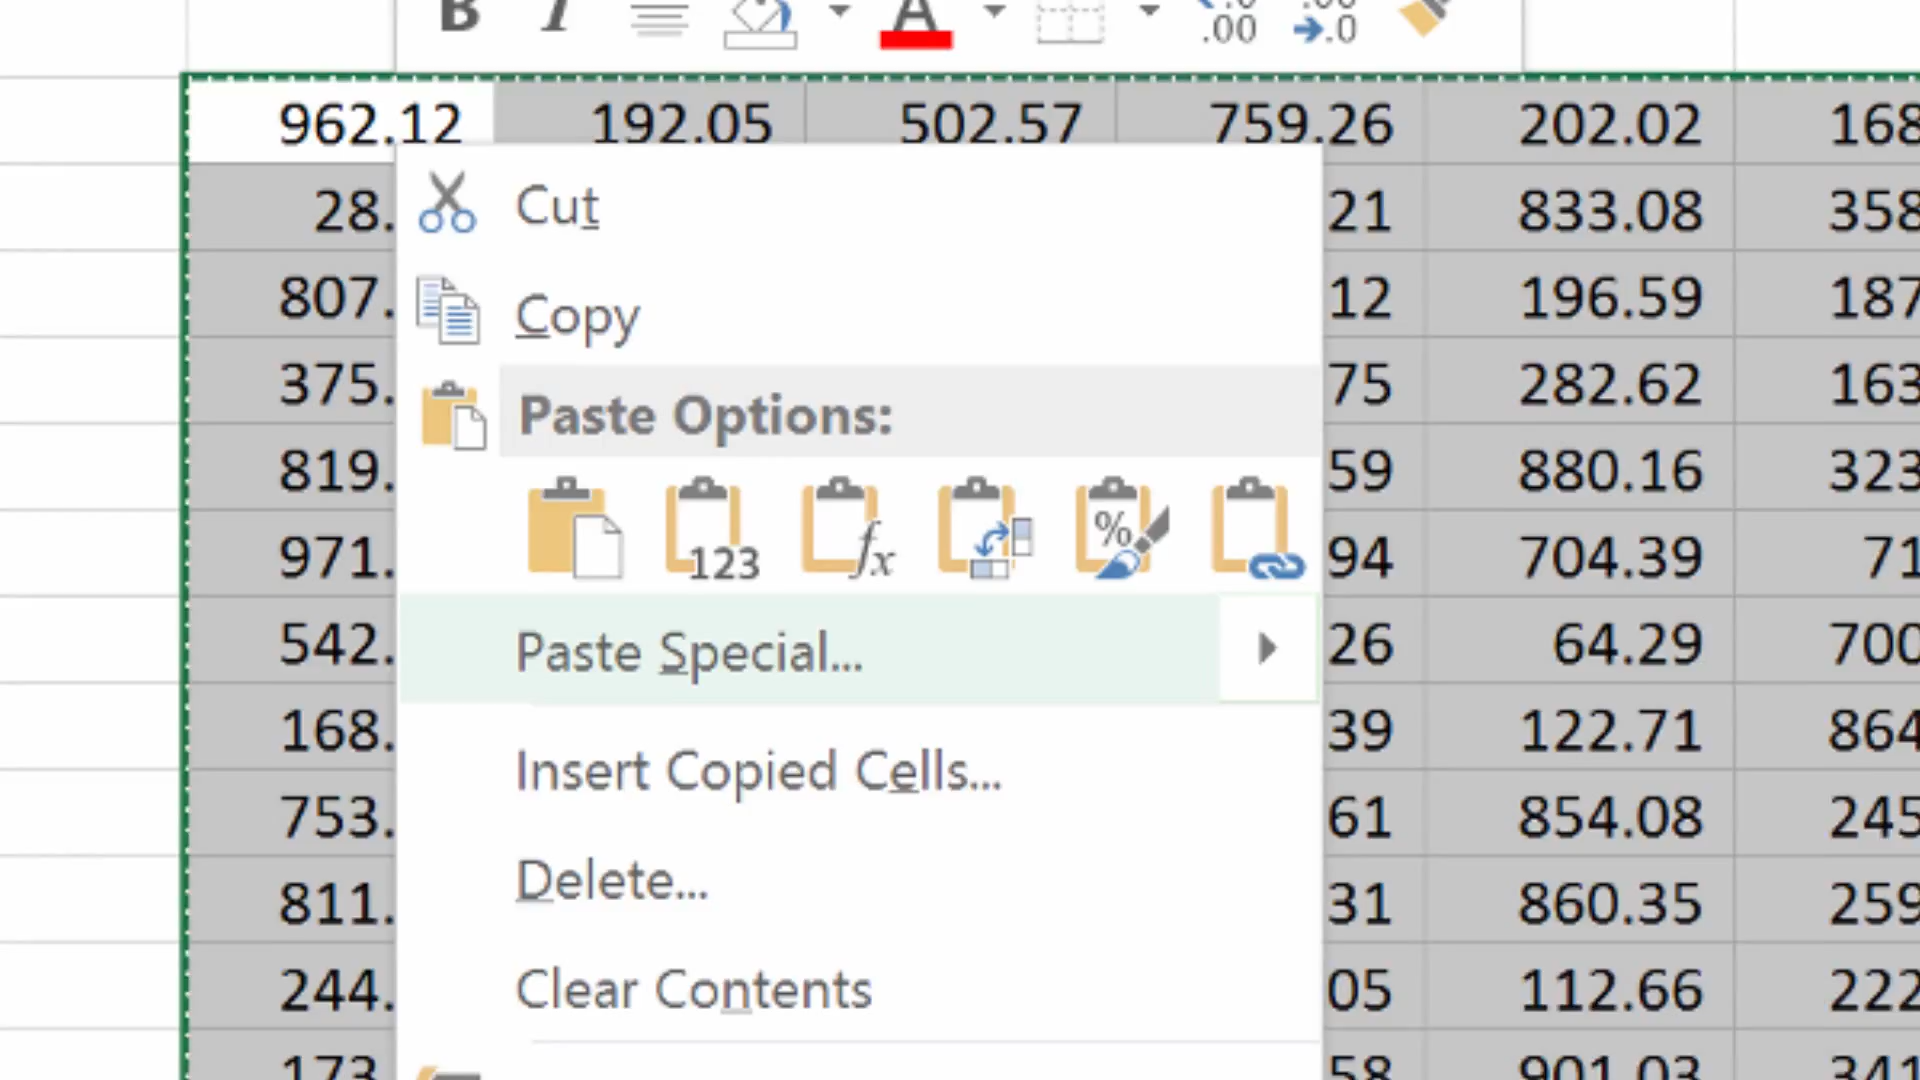 B I A .00 .0
962.12 192.05 502.57 759.26 202.02 168
28. Cut 21 833.08 358
807. Copy 12 196.59 187
375. Paste Options: 75 282.62 163
819. 59 880.16 323
123 fx %
971. 94 704.39 71
542. Paste Special... 26 64.29 700
168. 39 122.71 864
Insert Copied Cells...
753. 61 854.08 245
811. Delete... 31 860.35 259
244. Clear Contents 05 112.66 222
173 58 901.03 341